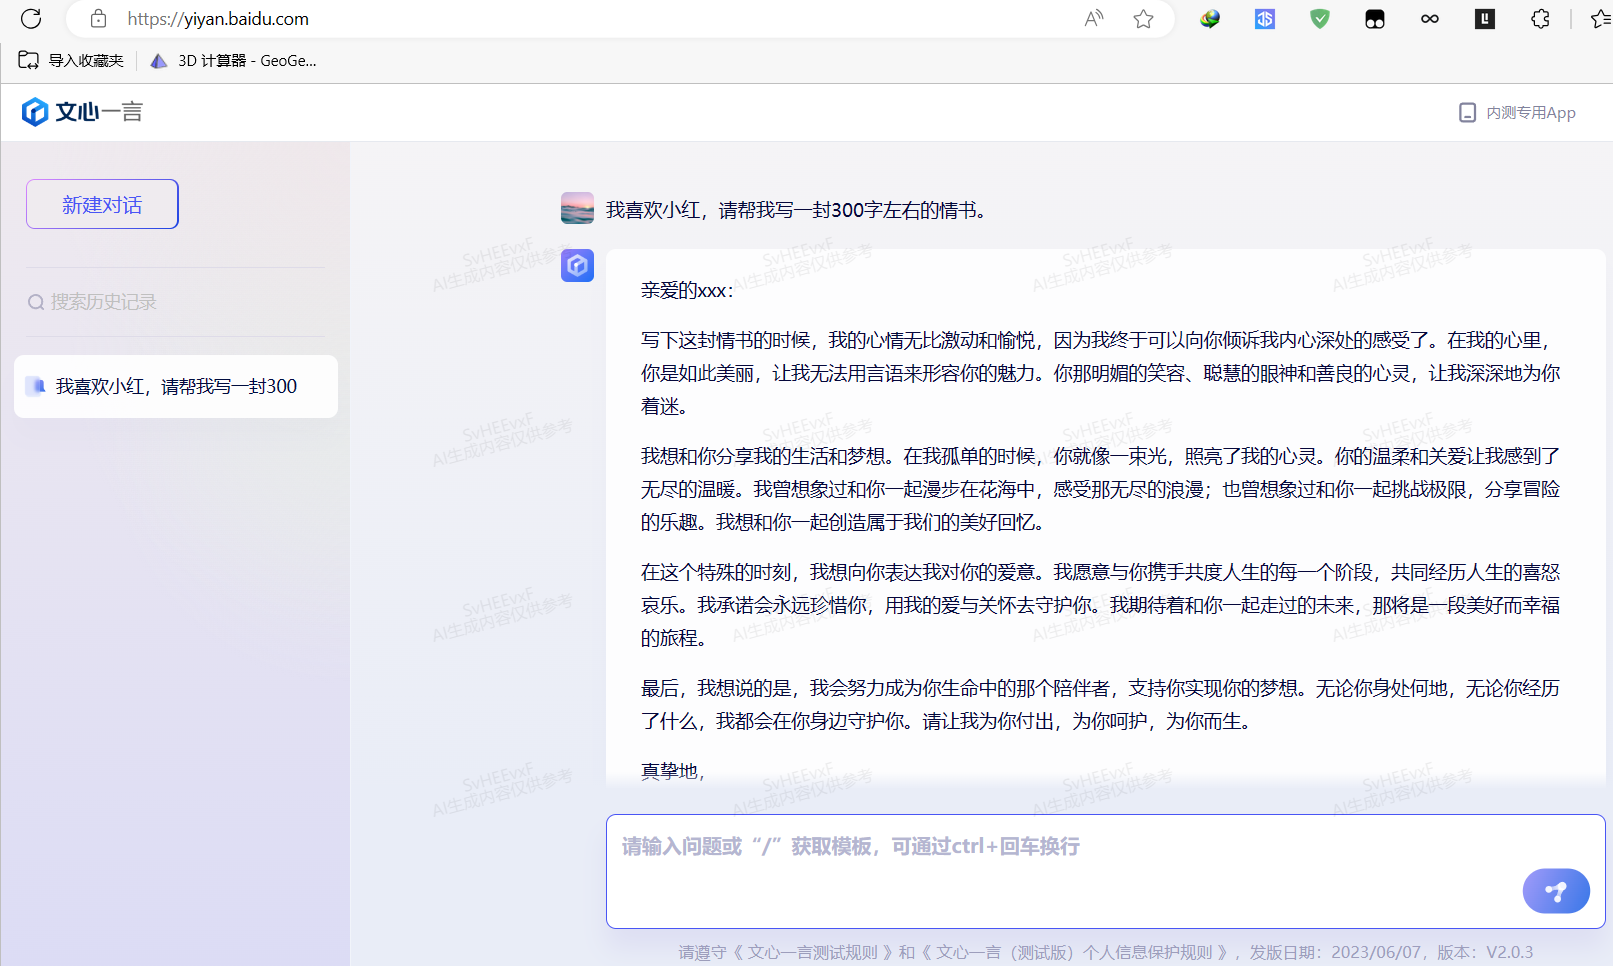 https://yiyan.baidu.com
导入收藏夹
3D 计算器 - GeoGe...
文心一言
内测专用App
新建对话
搜索历史记录
我喜欢小红，请帮我写一封300
我喜欢小红，请帮我写一封300字左右的情书。
亲爱的xxx：
写下这封情书的时候，我的心情无比激动和愉悦，因为我终于可以向你倾诉我内心深处的感受了。在我的心里，
你是如此美丽，让我无法用言语来形容你的魅力。你那明媚的笑容、聪慧的眼神和善良的心灵，让我深深地为你
着迷。
我想和你分享我的生活和梦想。在我孤单的时候，你就像一束光，照亮了我的心灵。你的温柔和关爱让我感到了
无尽的温暖。我曾想象过和你一起漫步在花海中，感受那无尽的浪漫；也曾想象过和你一起挑战极限，分享冒险
的乐趣。我想和你一起创造属于我们的美好回忆。
在这个特殊的时刻，我想向你表达我对你的爱意。我愿意与你携手共度人生的每一个阶段，共同经历人生的喜怒
哀乐。我承诺会永远珍惜你，用我的爱与关怀去守护你。我期待着和你一起走过的未来，那将是一段美好而幸福
的旅程。
最后，我想说的是，我会努力成为你生命中的那个陪伴者，支持你实现你的梦想。无论你身处何地，无论你经历
了什么，我都会在你身边守护你。请让我为你付出，为你呵护，为你而生。
真挚地，
SvHEEvxF
AI生成内容仅供参考
请输入问题或“/”获取模板，可通过ctrl+回车换行
请遵守《 文心一言测试规则 》和《 文心一言（测试版）个人信息保护规则 》，发版日期：2023/06/07，版本：V2.0.3